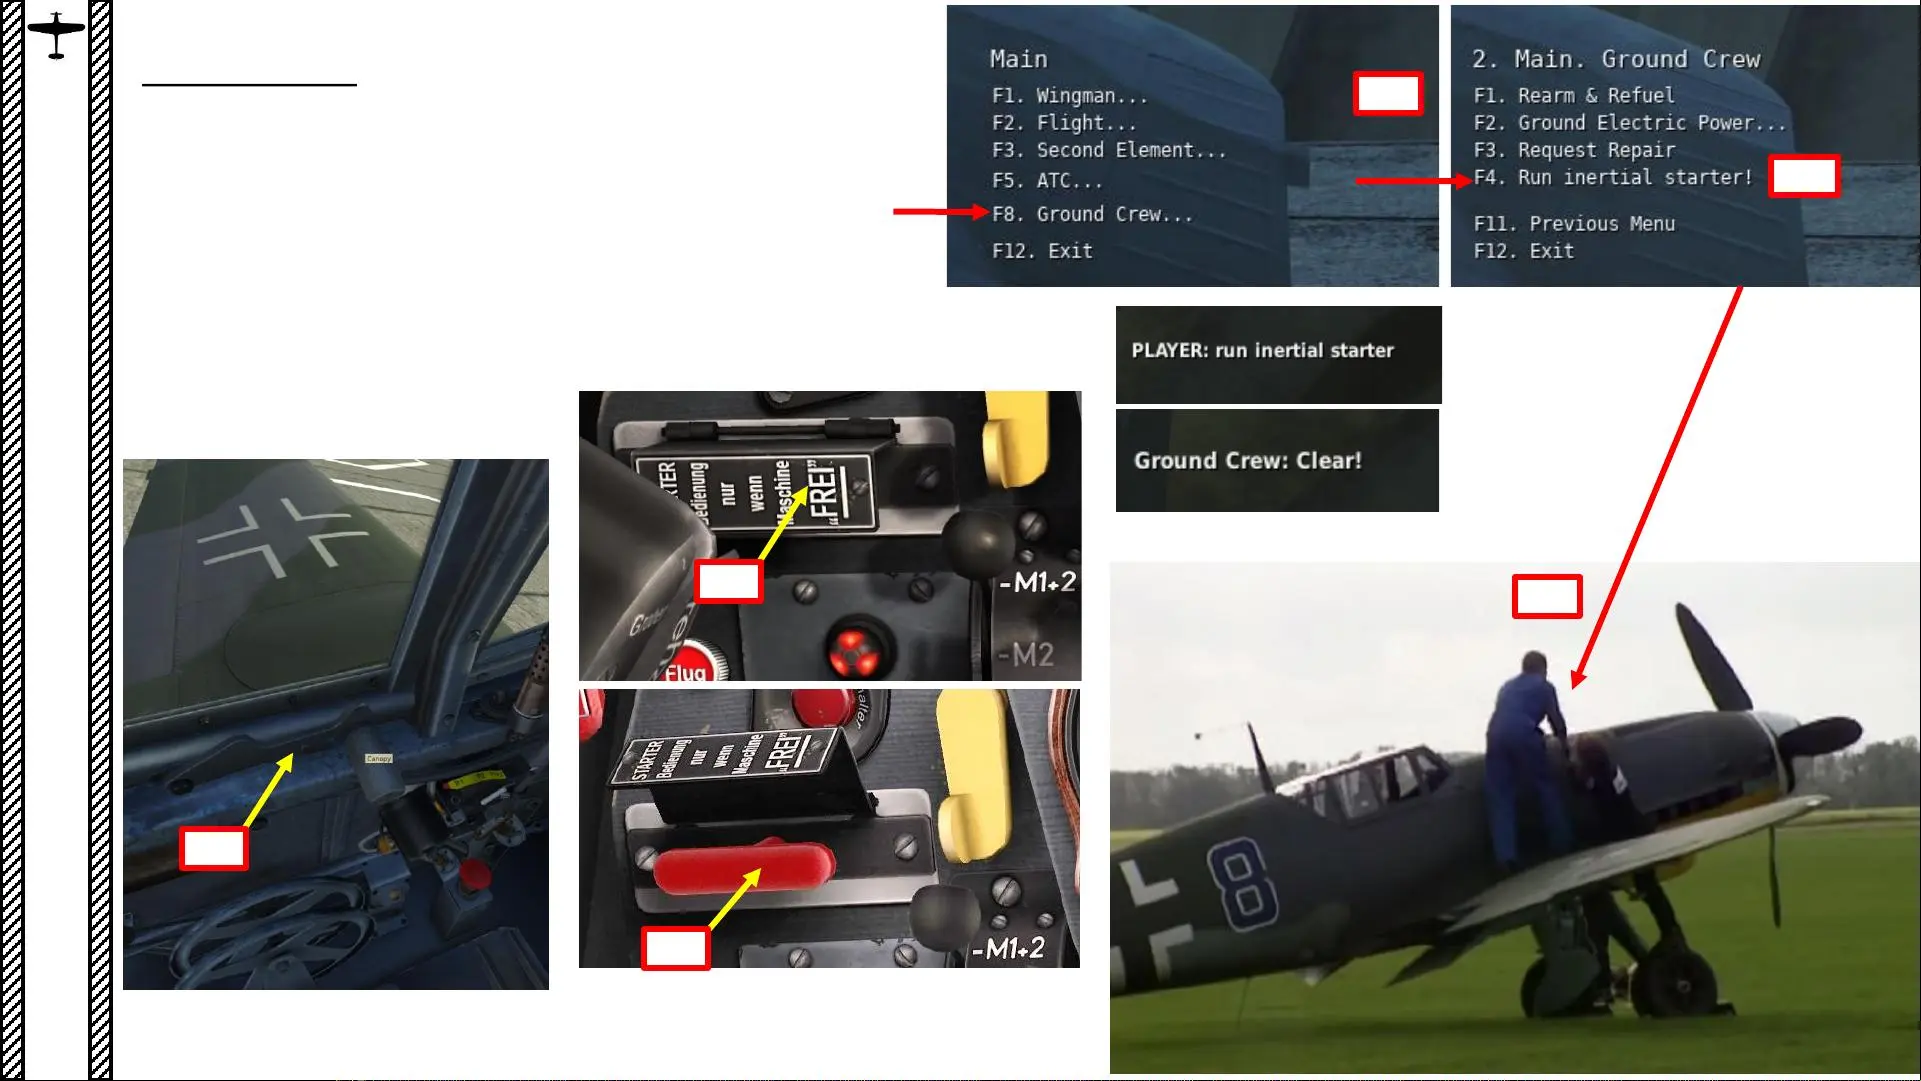 Main
F1. Wingman...
F2. Flight...
F3. Second Element...
F5. ATC...
F8. Ground Crew...
F12. Exit
2. Main. Ground Crew
F1. Rearm & Refuel
F2. Ground Electric Power...
F3. Request Repair
F4. Run inertial starter!
F11. Previous Menu
F12. Exit
PLAYER: run inertial starter
Ground Crew: Clear!
nur
wenn
Maschine
„FREI”
-M1+2
-M2
Flug
Canopy
STARTER
Bedienung
nur
wenn
Maschine
„FREI”
-M1+2
8